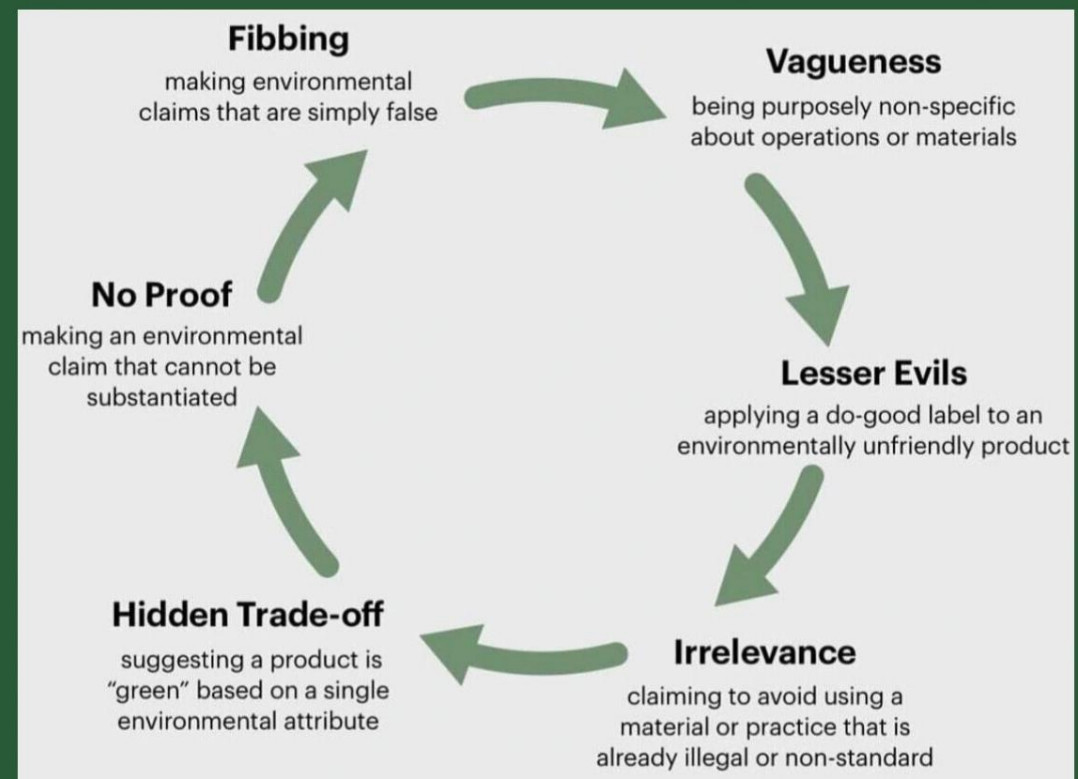 Fibbing
making environmental
claims that are simply false
Vagueness
being purposely non-specific
about operations or materials
Lesser Evils
applying a do-good label to an
environmentally unfriendly product
Irrelevance
claiming to avoid using a
material or practice that is
already illegal or non-standard
Hidden Trade-off
suggesting a product is
“green” based on a single
environmental attribute
No Proof
making an environmental
claim that cannot be
substantiated